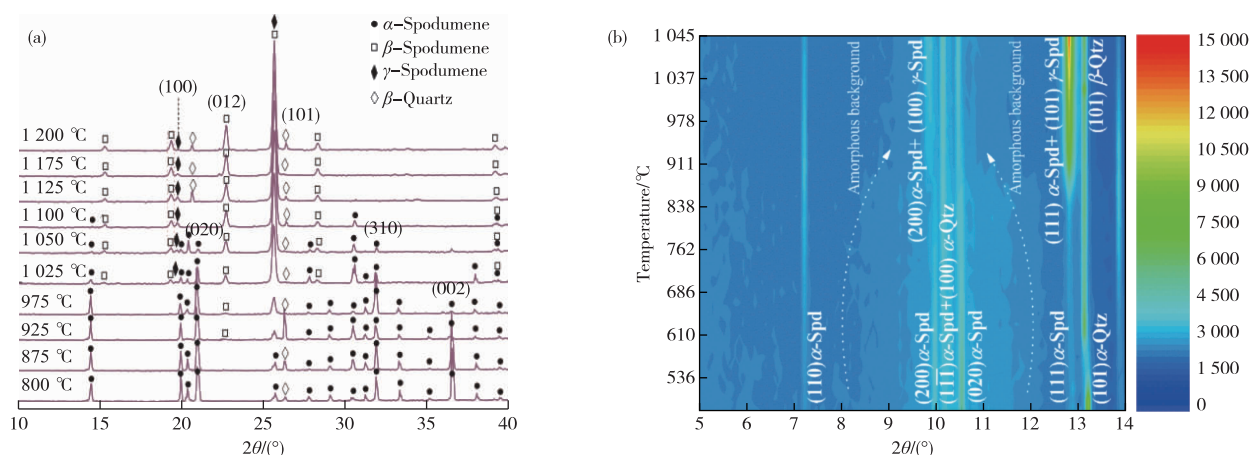 (a)
● α–Spodumene
□ β–Spodumene
♦ γ–Spodumene
◇ β–Quartz
(100)
(012)
(101)
1 200 ℃
1 175 ℃
1 125 ℃
1 100 ℃
(020)
(310)
1 050 ℃
1 025 ℃
(002)
975 ℃
925 ℃
875 ℃
800 ℃
10 15 20 25 30 35 40
2θ/(°)
(b)
Temperature/℃
1 045
1 037
978
911
838
762
686
610
536
5 6 7 8 9 10 11 12 13 14
2θ/(°)
(110)α-Spd
Amorphous background
(200)α-Spd+ (100) γ-Spd
(200)α-Spd
(1̄11)α-Spd+(100) α-Qtz
(020)α-Spd
Amorphous background
(111) α-Spd+ (101) γ-Spd
(111)α-Spd
(101) β-Qtz
(101)α-Qtz
15 000
13 500
12 000
10 500
9 000
7 500
6 000
4 500
3 000
1 500
0